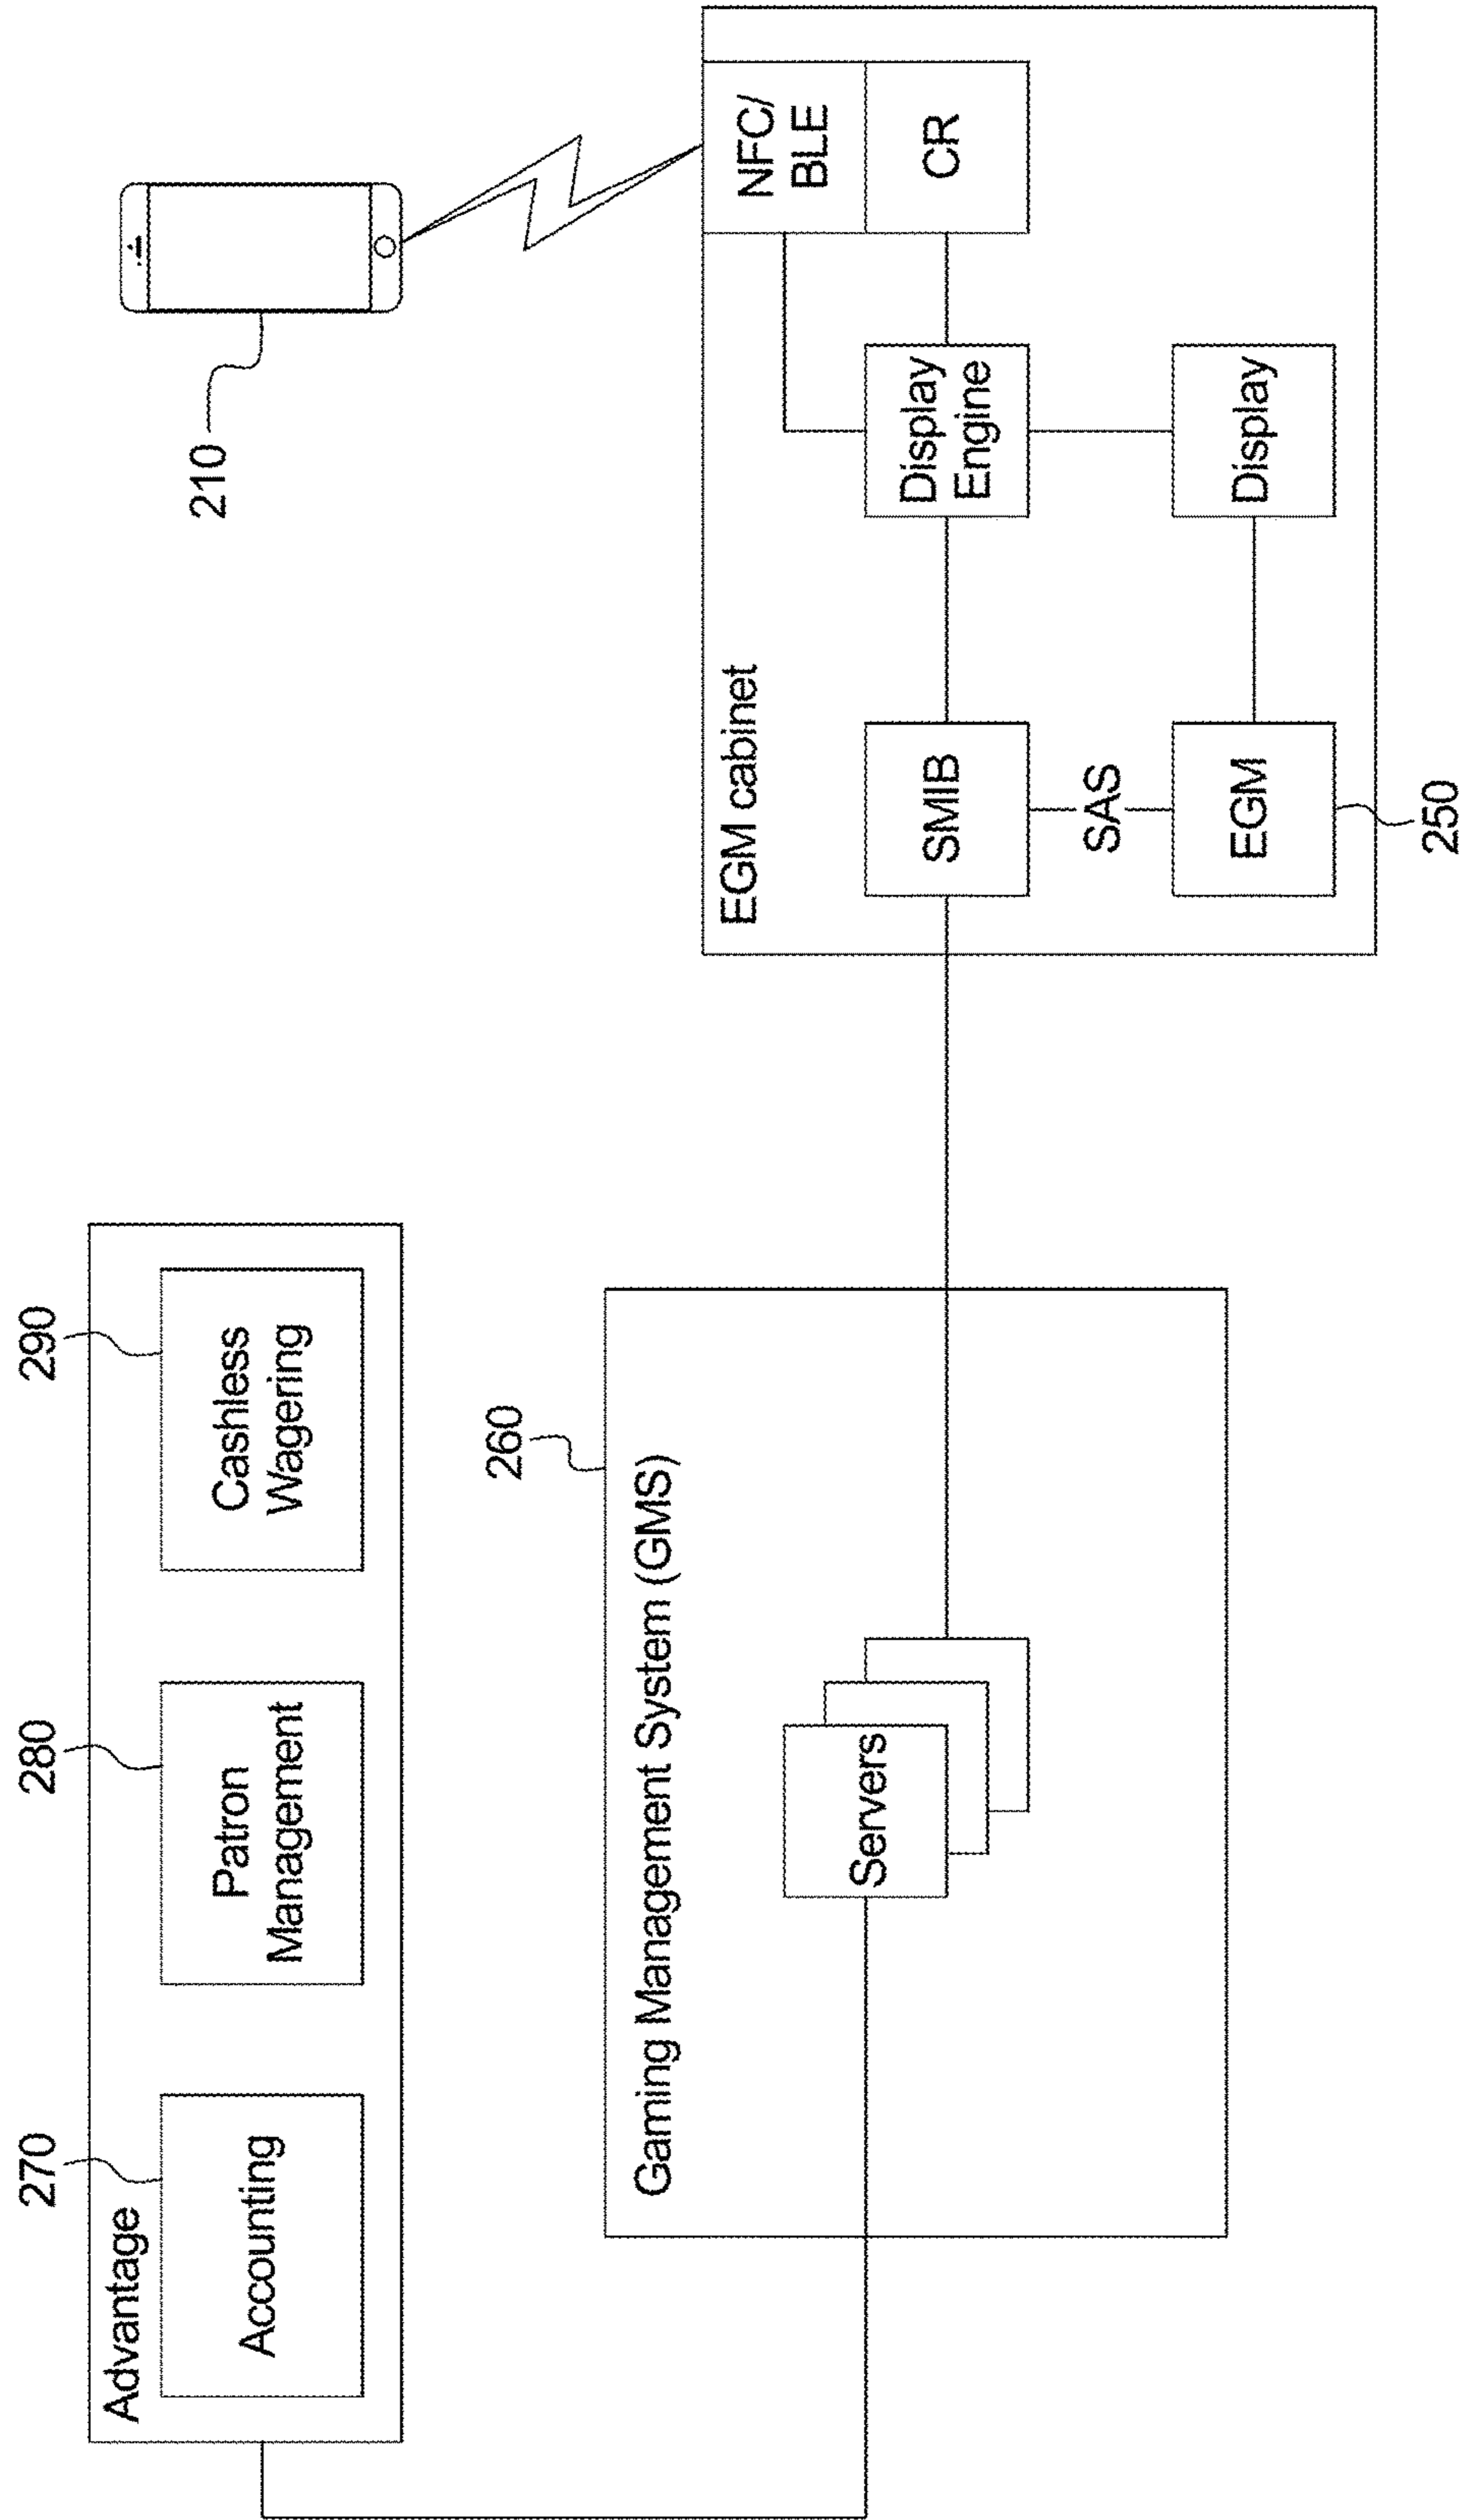 290
280
270
Advantage
Cashless
Wagering
Patron
Management
Accounting
260
Gaming Management System (GMS)
Servers
210
EGM cabinet
NFC/
BLE
CR
Display
Engine
Display
SMIB
SAS
EGM
250